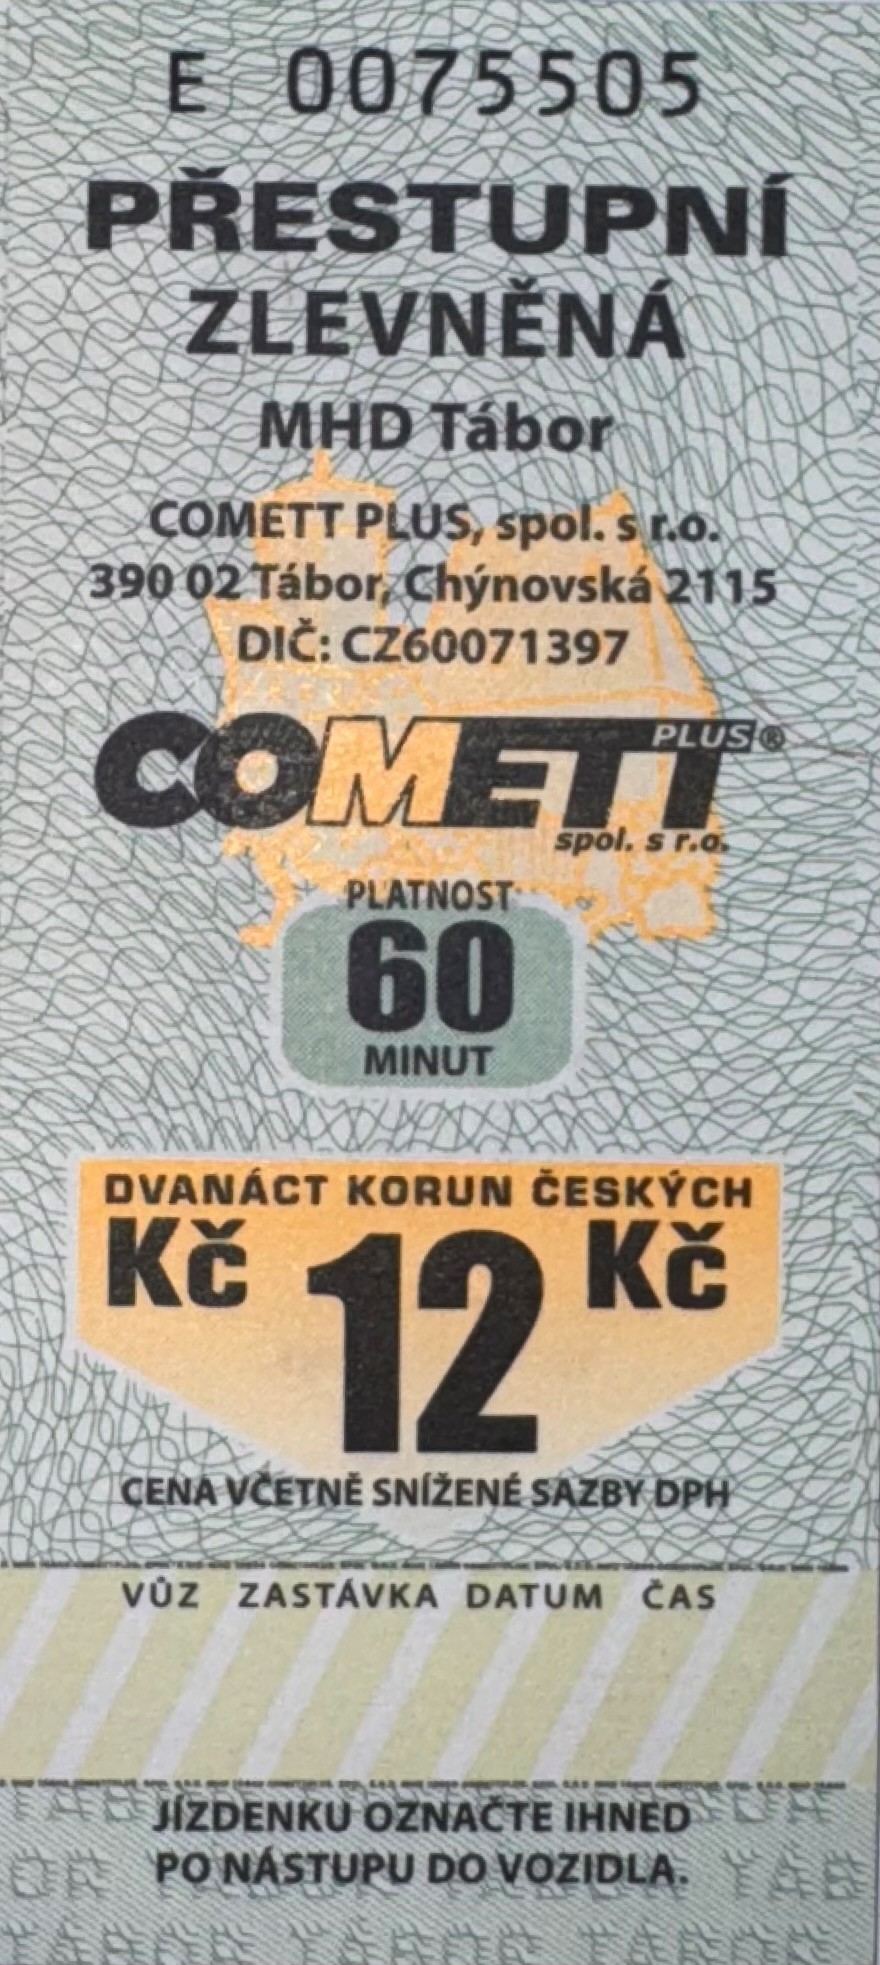 E 0075505
PŘESTUPNÍ
ZLEVNĚNÁ
MHD Tábor
COMETT PLUS, spol. s r.o.
390 02 Tábor, Chýnovská 2115
DIČ: CZ60071397
COMETT PLUS®
spol. s r.o.
PLATNOST
60
MINUT
DVANÁCT KORUN ČESKÝCH
Kč 12 Kč
CENA VČETNĚ SNÍŽENÉ SAZBY DPH
VŮZ ZASTÁVKA DATUM ČAS
JÍZDENKU OZNAČTE IHNED
PO NÁSTUPU DO VOZIDLA.